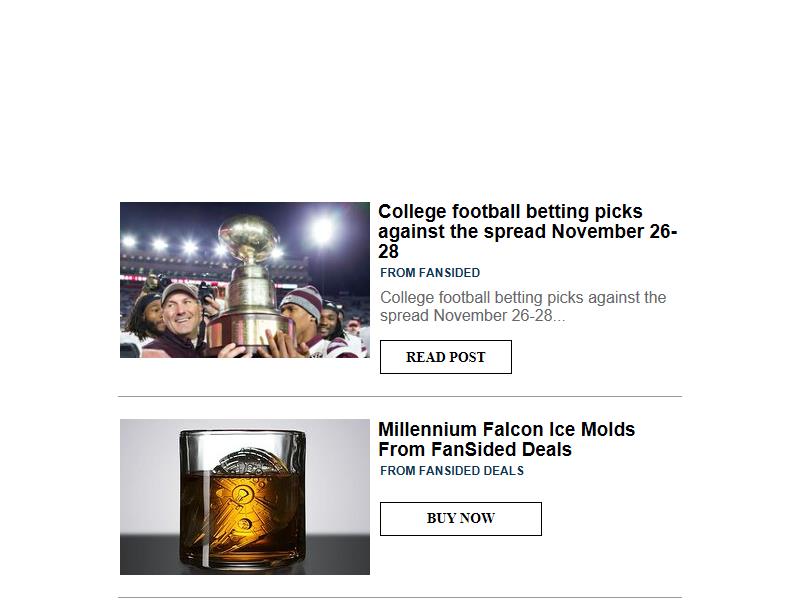 College football betting picks
against the spread November 26-
28
FROM FANSIDED
College football betting picks against the
spread November 26-28...
READ POST
Millennium Falcon Ice Molds
From FanSided Deals
FROM FANSIDED DEALS
BUY NOW